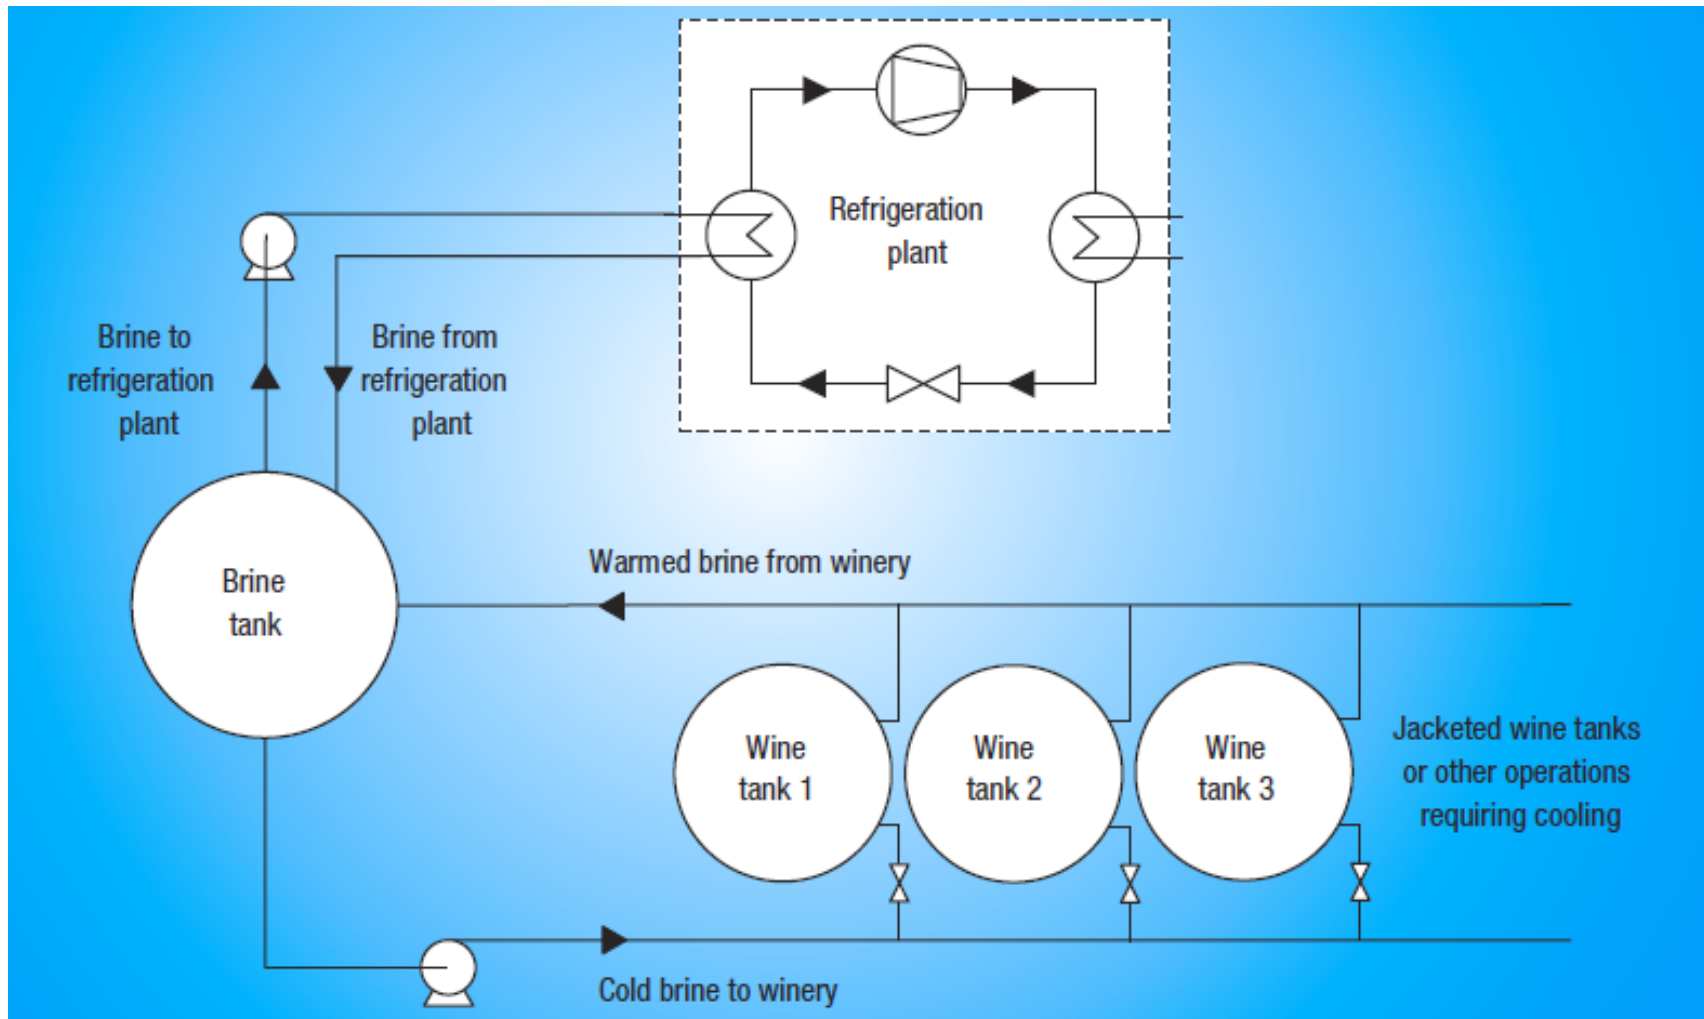 Refrigeration
plant
Brine to
refrigeration
plant
Brine from
refrigeration
plant
Brine
tank
Warmed brine from winery
Wine
tank 1
Wine
tank 2
Wine
tank 3
Jacketed wine tanks
or other operations
requiring cooling
Cold brine to winery